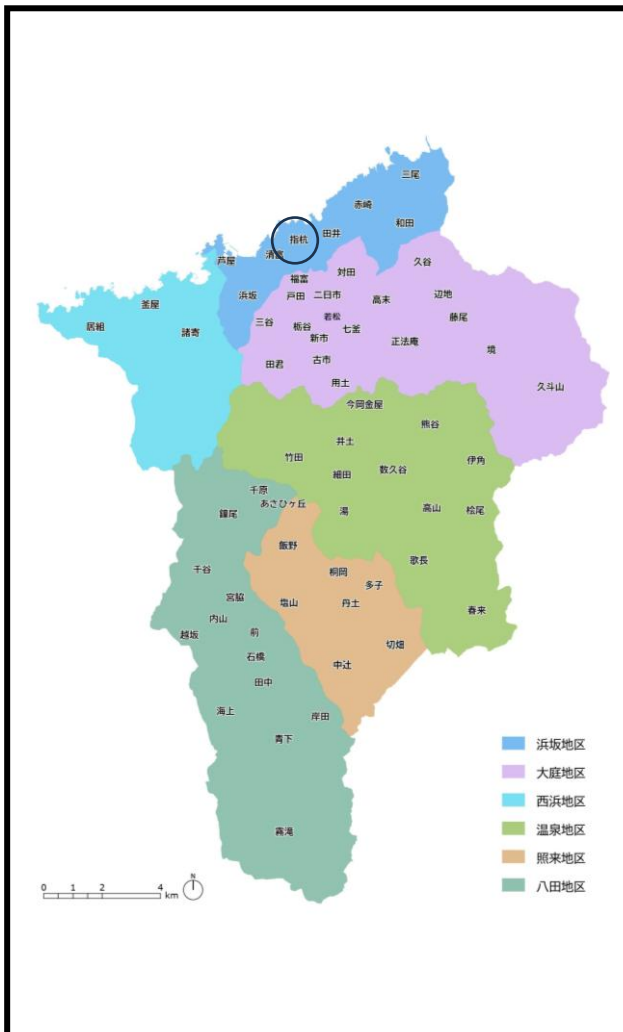 三尾
赤崎
和田
指杭
田井
清富
芦屋
浜坂
久谷
対田
福富
戸田
二日市
高末
辺地
藤尾
三谷
栃谷
若松
七釜
新市
正法庵
境
古市
田君
用土
久斗山
釜屋
居組
諸寄
今岡金屋
熊谷
井土
竹田
細田
数久谷
伊角
湯
高山
桧尾
歌長
春来
千原
あさひヶ丘
鐘尾
飯野
桐岡
多子
千谷
宮脇
塩山
丹土
内山
越坂
前
切畑
石橋
中辻
田中
海上
岸田
青下
霧滝
浜坂地区
大庭地区
西浜地区
温泉地区
照来地区
八田地区
0 1 2 4
km
N